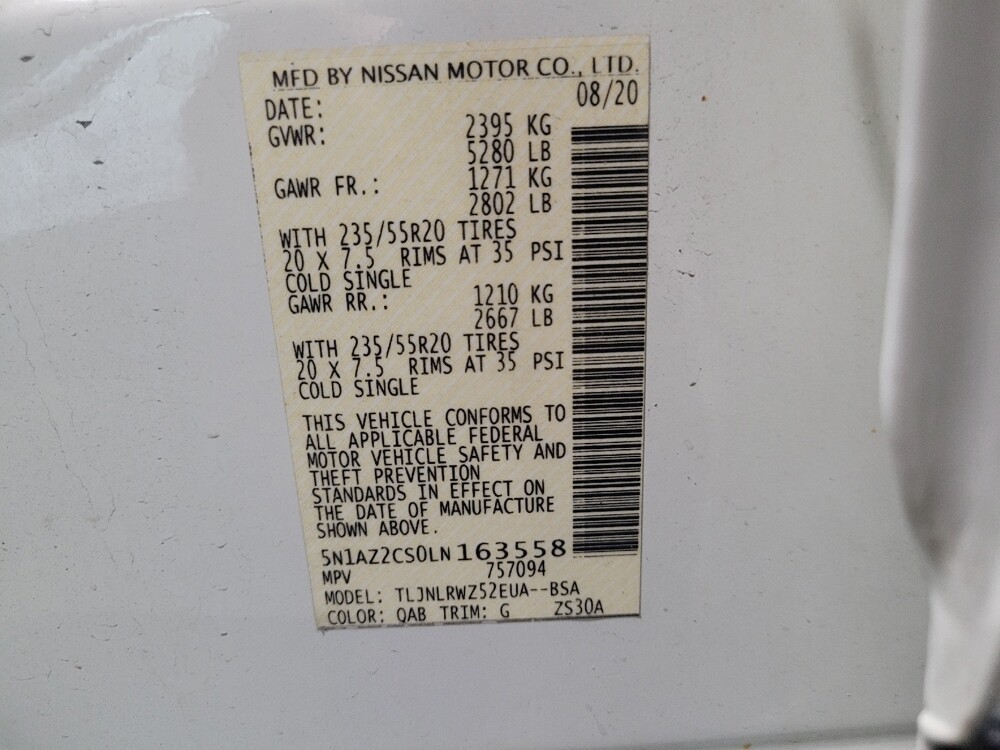 MFD BY NISSAN MOTOR CO., LTD.
DATE: 08/20
GVWR: 2395 KG
5280 LB
GAWR FR.: 1271 KG
2802 LB
WITH 235/55R20 TIRES
20 X 7.5 RIMS AT 35 PSI
COLD SINGLE
GAWR RR.: 1210 KG
2667 LB
WITH 235/55R20 TIRES
20 X 7.5 RIMS AT 35 PSI
COLD SINGLE
THIS VEHICLE CONFORMS TO
ALL APPLICABLE FEDERAL
MOTOR VEHICLE SAFETY AND
THEFT PREVENTION
STANDARDS IN EFFECT ON
THE DATE OF MANUFACTURE
SHOWN ABOVE.
5N1AZ2CS0LN163558
MPV 757094
MODEL: TLJNLRWZ52EUA--BSA
COLOR: QAB TRIM: G ZS30A